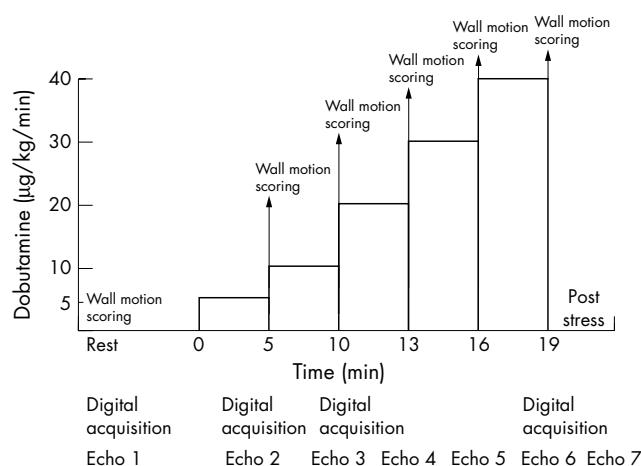 Wall motion
scoring
Wall motion
scoring
Wall motion
scoring
Wall motion
scoring
Wall motion
scoring
Wall motion
scoring
Dobutamine (µg/kg/min)
40
30
20
10
5
Post
stress
Rest 0 5 10 13 16 19
Time (min)
Digital acquisition Digital acquisition Digital acquisition Digital acquisition
Echo 1 Echo 2 Echo 3 Echo 4 Echo 5 Echo 6 Echo 7